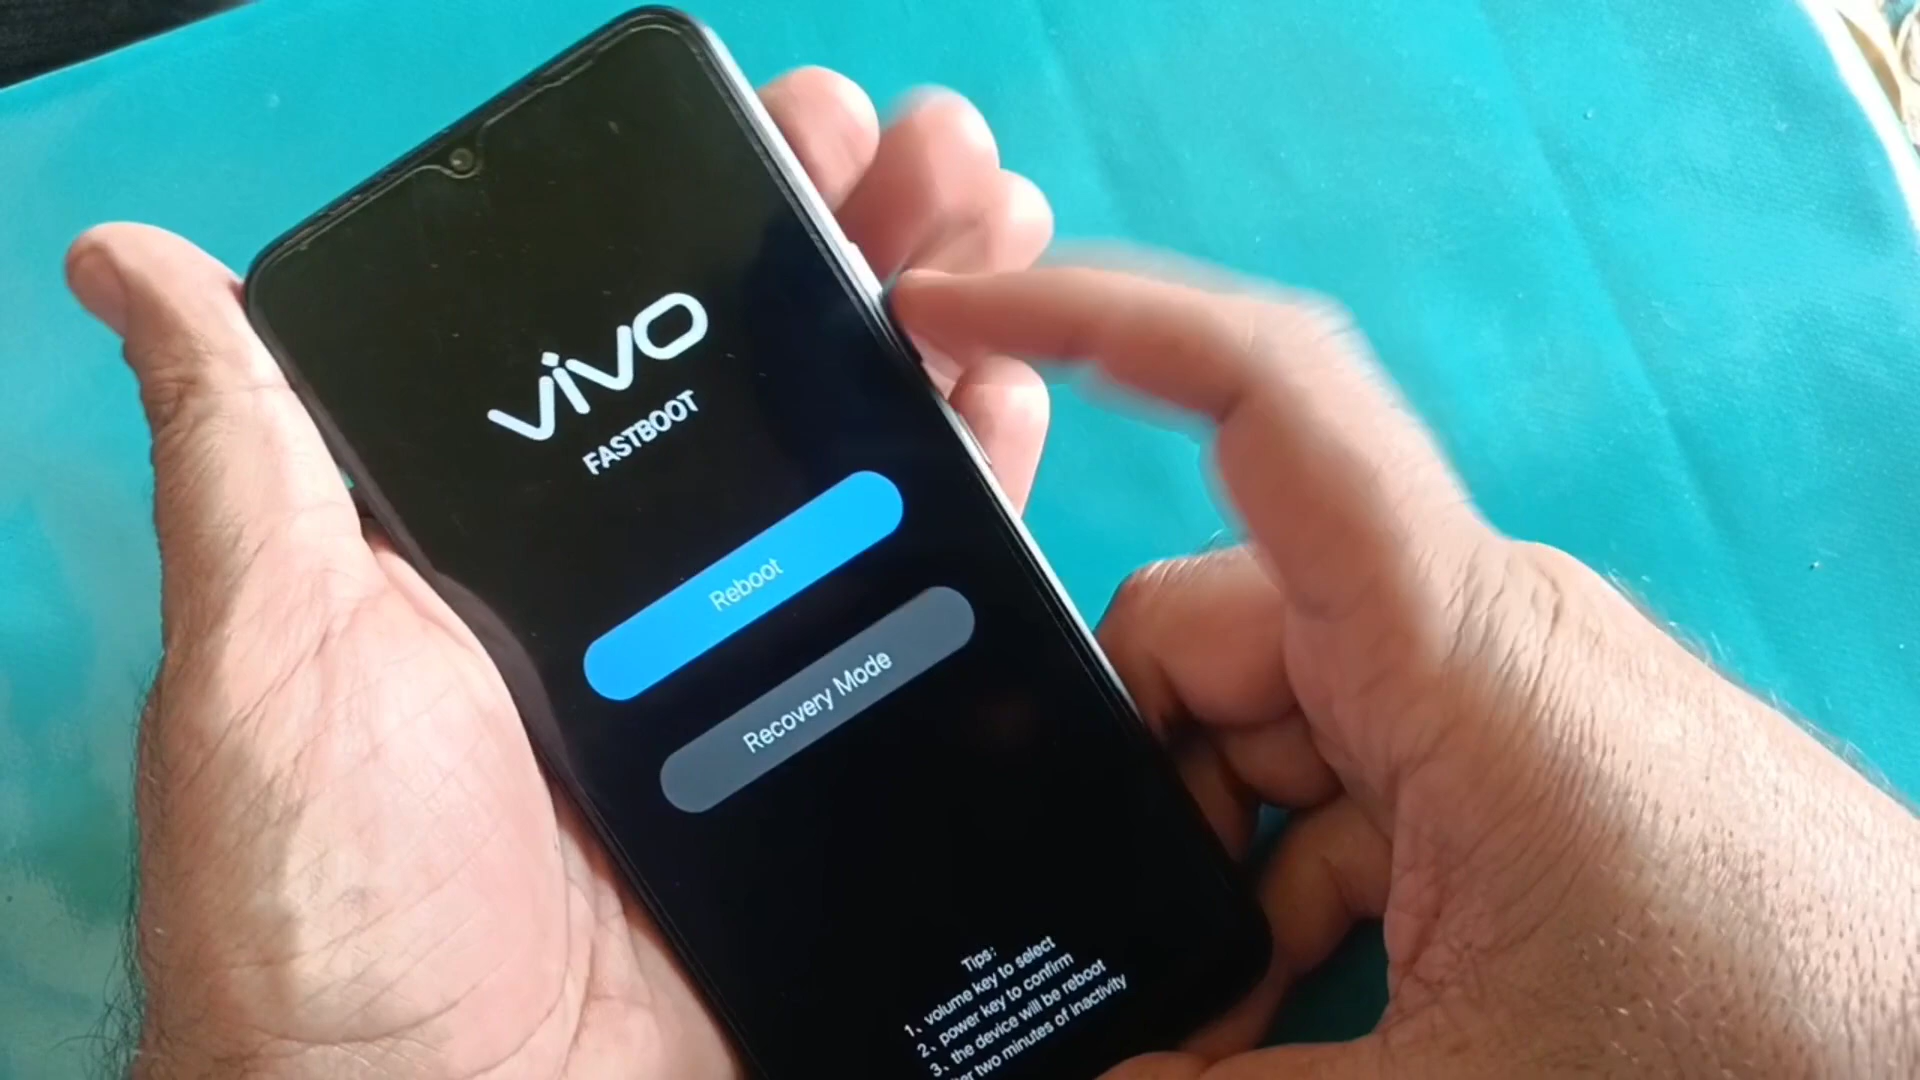 vivo
FASTBOOT
Reboot
Recovery Mode
Tips:
1、volume key to select
2、power key to confirm
3、the device will be reboot
two minutes of inactivity